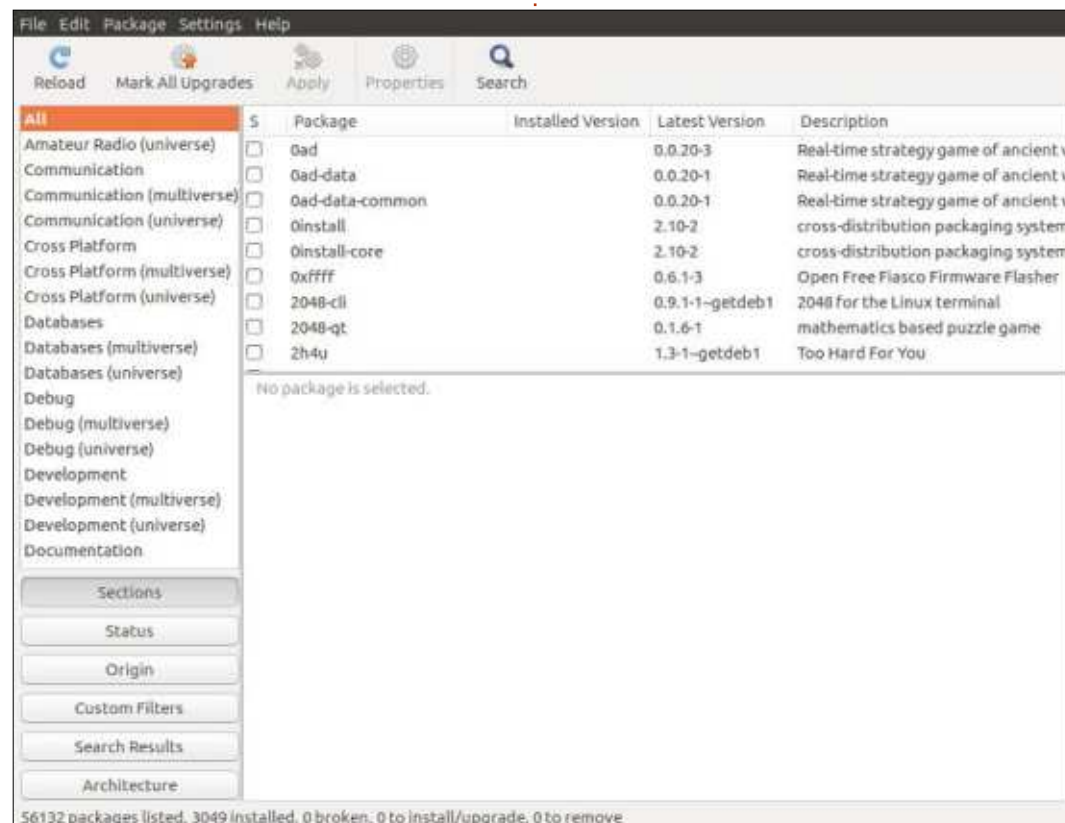 File Edit Package Settings Help
Reload Mark All Upgrades Apply Properties Search
All
Amateur Radio (universe)
Communication
Communication (multiverse)
Communication (universe)
Cross Platform
Cross Platform (multiverse)
Cross Platform (universe)
Databases
Databases (multiverse)
Databases (universe)
Debug
Debug (multiverse)
Debug (universe)
Development
Development (multiverse)
Development (universe)
Documentation
Sections
Status
Origin
Custom Filters
Search Results
Architecture
S Package Installed Version Latest Version Description
0ad 0.0.20-3 Real-time strategy game of ancient
0ad-data 0.0.20-1 Real-time strategy game of ancient
0ad-data-common 0.0.20-1 Real-time strategy game of ancient
0install 2.10-2 cross-distribution packaging system
0install-core 2.10-2 cross-distribution packaging system
0xffff 0.6.1-3 Open Free Fiasco Firmware Flasher
2048-cli 0.9.1-1~getdeb1 2048 for the Linux terminal
2048-qt 0.1.6-1 mathematics based puzzle game
2h4u 1.3-1~getdeb1 Too Hard For You
No package is selected.
56132 packages listed, 3049 installed, 0 broken. 0 to install/upgrade, 0 to remove